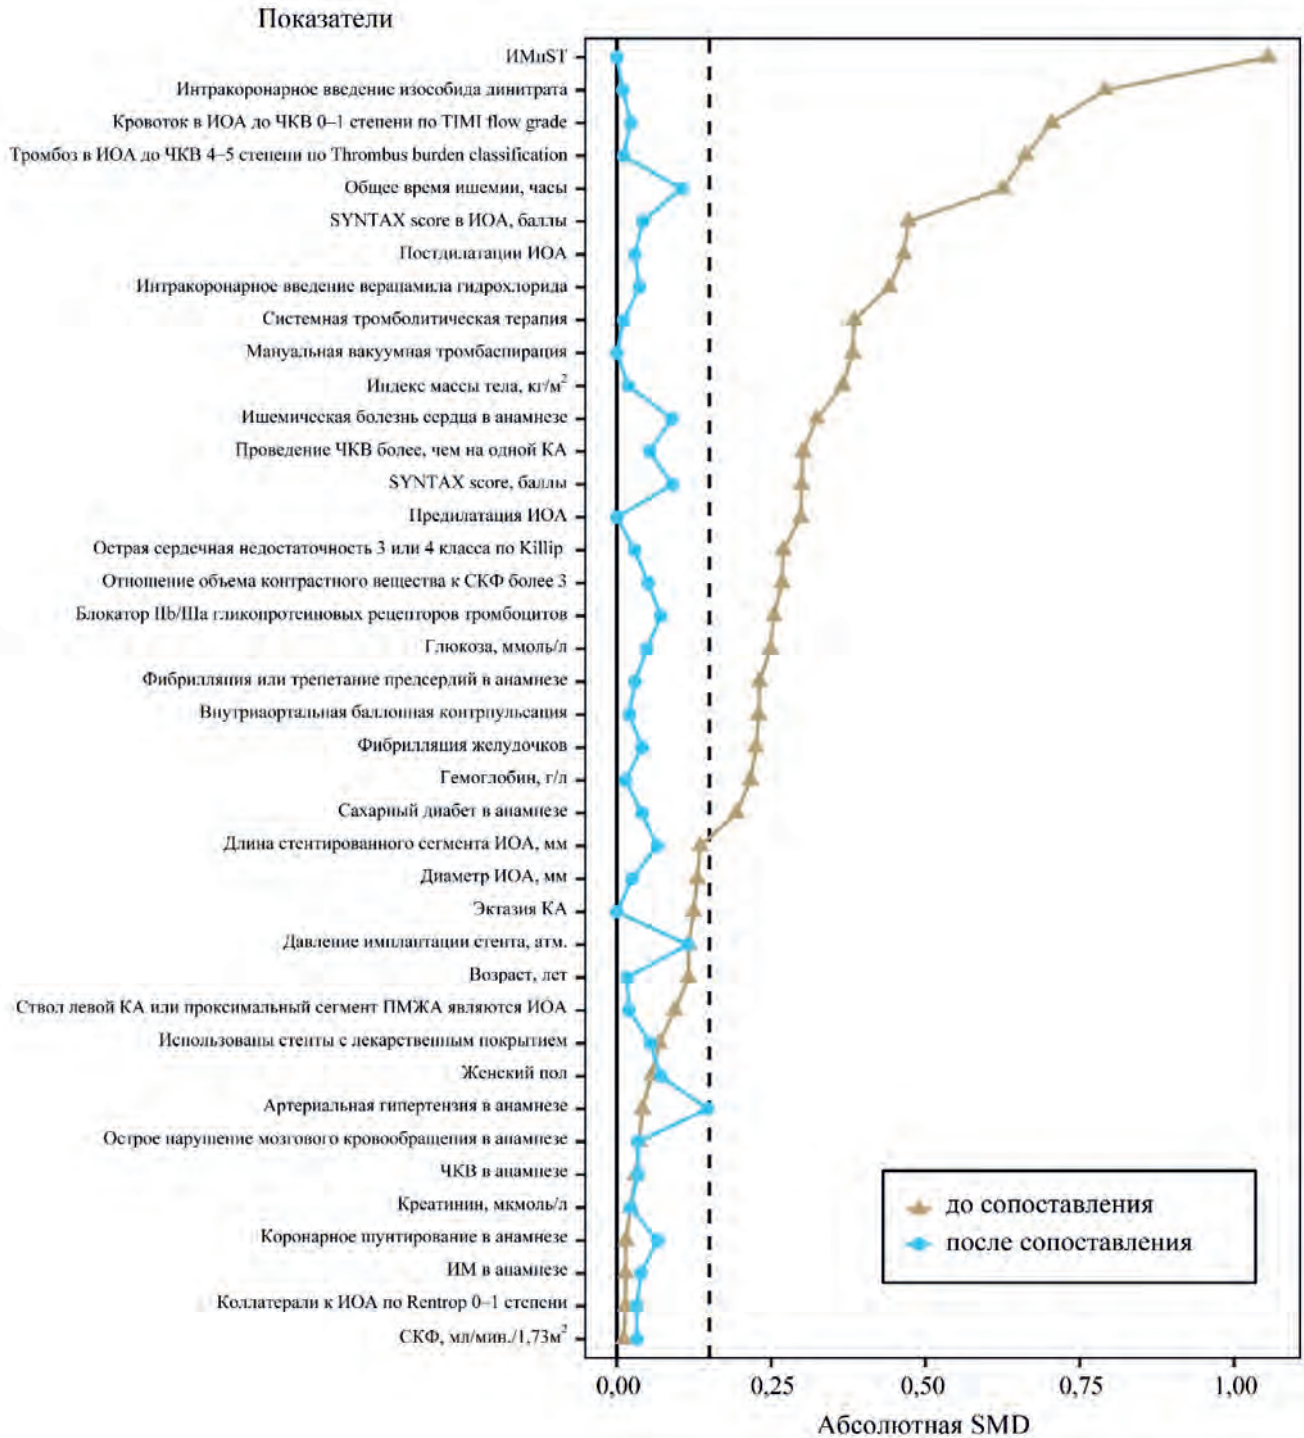 Показатели
ИМпST
Интракоронарное введение изособида динитрата
Кровоток в ИОА до ЧКВ 0–1 степени по TIMI flow grade
Тромбоз в ИОА до ЧКВ 4–5 степени по Thrombus burden classification
Общее время ишемии, часы
SYNTAX score в ИОА, баллы
Постдилатации ИОА
Интракоронарное введение верапамила гидрохлорида
Системная тромболитическая терапия
Мануальная вакуумная тромбаспирация
Индекс массы тела, кг/м²
Ишемическая болезнь сердца в анамнезе
Проведение ЧКВ более, чем на одной КА
SYNTAX score, баллы
Предилатация ИОА
Острая сердечная недостаточность 3 или 4 класса по Killip
Отношение объема контрастного вещества к СКФ более 3
Блокатор IIb/IIIa гликопротеиновых рецепторов тромбоцитов
Глюкоза, ммоль/л
Фибрилляция или трепетание предсердий в анамнезе
Внутриаортальная баллонная контрпульсация
Фибрилляция желудочков
Гемоглобин, г/л
Сахарный диабет в анамнезе
Длина стентированного сегмента ИОА, мм
Диаметр ИОА, мм
Эктазия КА
Давление имплантации стента, атм.
Возраст, лет
Ствол левой КА или проксимальный сегмент ПМЖА являются ИОА
Использованы стенты с лекарственным покрытием
Женский пол
Артериальная гипертензия в анамнезе
Острое нарушение мозгового кровообращения в анамнезе
ЧКВ в анамнезе
Креатинин, мкмоль/л
Коронарное шунтирование в анамнезе
ИМ в анамнезе
Коллатерали к ИОА по Rentrop 0–1 степени
СКФ, мл/мин./1,73м²
до сопоставления
после сопоставления
0,00 0,25 0,50 0,75 1,00
Абсолютная SMD